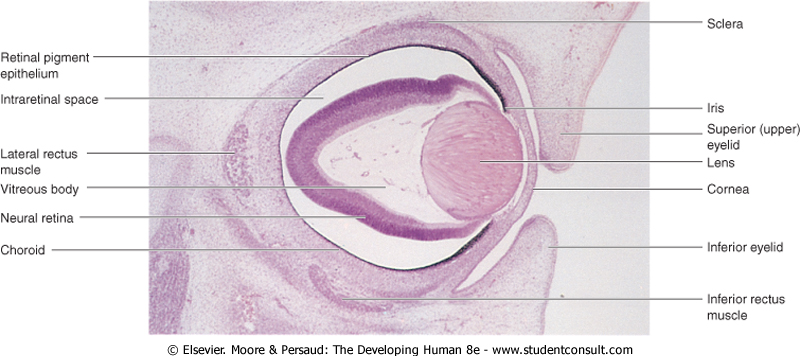 Sclera
Retinal pigment
epithelium
Intraretinal space
Lateral rectus
muscle
Vitreous body
Neural retina
Choroid
Iris
Superior (upper)
eyelid
Lens
Cornea
Inferior eyelid
Inferior rectus
muscle
© Elsevier. Moore & Persaud: The Developing Human 8e - www.studentconsult.com